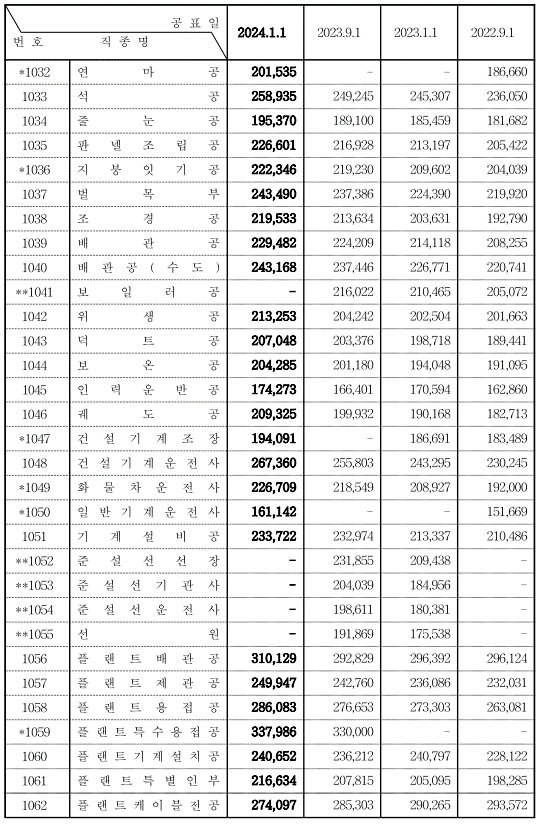 공 표 일
번 호 직 종 명 2024.1.1 2023.9.1 2023.1.1 2022.9.1
*1032 연 마 공 201,535 - - 186,660
1033 석 공 258,935 249,245 245,307 236,050
1034 줄 눈 공 195,370 189,100 185,459 181,682
1035 판 넬 조 립 공 226,601 216,928 213,197 205,422
*1036 지 붕 잇 기 공 222,346 219,230 209,602 204,039
1037 벌 목 부 243,490 237,386 224,390 219,920
1038 조 경 공 219,533 213,634 203,631 192,790
1039 배 관 공 229,482 224,209 214,118 208,255
1040 배 관 공 ( 수 도 ) 243,168 237,446 226,771 220,741
**1041 보 일 러 공 - 216,022 210,465 205,072
1042 위 생 공 213,253 204,242 202,504 201,663
1043 덕 트 공 207,048 203,376 198,718 189,441
1044 보 온 공 204,285 201,180 194,048 191,095
1045 인 력 운 반 공 174,273 166,401 170,594 162,860
1046 궤 도 공 209,325 199,932 190,168 182,713
*1047 건 설 기 계 조 장 194,091 - 186,691 183,489
1048 건 설 기 계 운 전 사 267,360 255,803 243,295 230,245
*1049 화 물 차 운 전 사 226,709 218,549 208,927 192,000
*1050 일 반 기 계 운 전 사 161,142 - - 151,669
1051 기 계 설 비 공 233,722 232,974 213,337 210,486
**1052 준 설 선 선 장 - 231,855 209,438 -
**1053 준 설 선 기 관 사 - 204,039 184,956 -
**1054 준 설 선 운 전 사 - 198,611 180,381 -
**1055 선 원 - 191,869 175,538 -
1056 플 랜 트 배 관 공 310,129 292,829 296,392 296,124
1057 플 랜 트 제 관 공 249,947 242,760 236,086 232,031
1058 플 랜 트 용 접 공 286,083 276,653 273,303 263,081
*1059 플 랜 트 특 수 용 접 공 337,986 330,000 - -
1060 플 랜 트 기 계 설 치 공 240,652 236,212 240,797 228,122
1061 플 랜 트 특 별 인 부 216,634 207,815 205,095 198,285
1062 플 랜 트 케 이 블 전 공 274,097 285,303 290,265 293,572